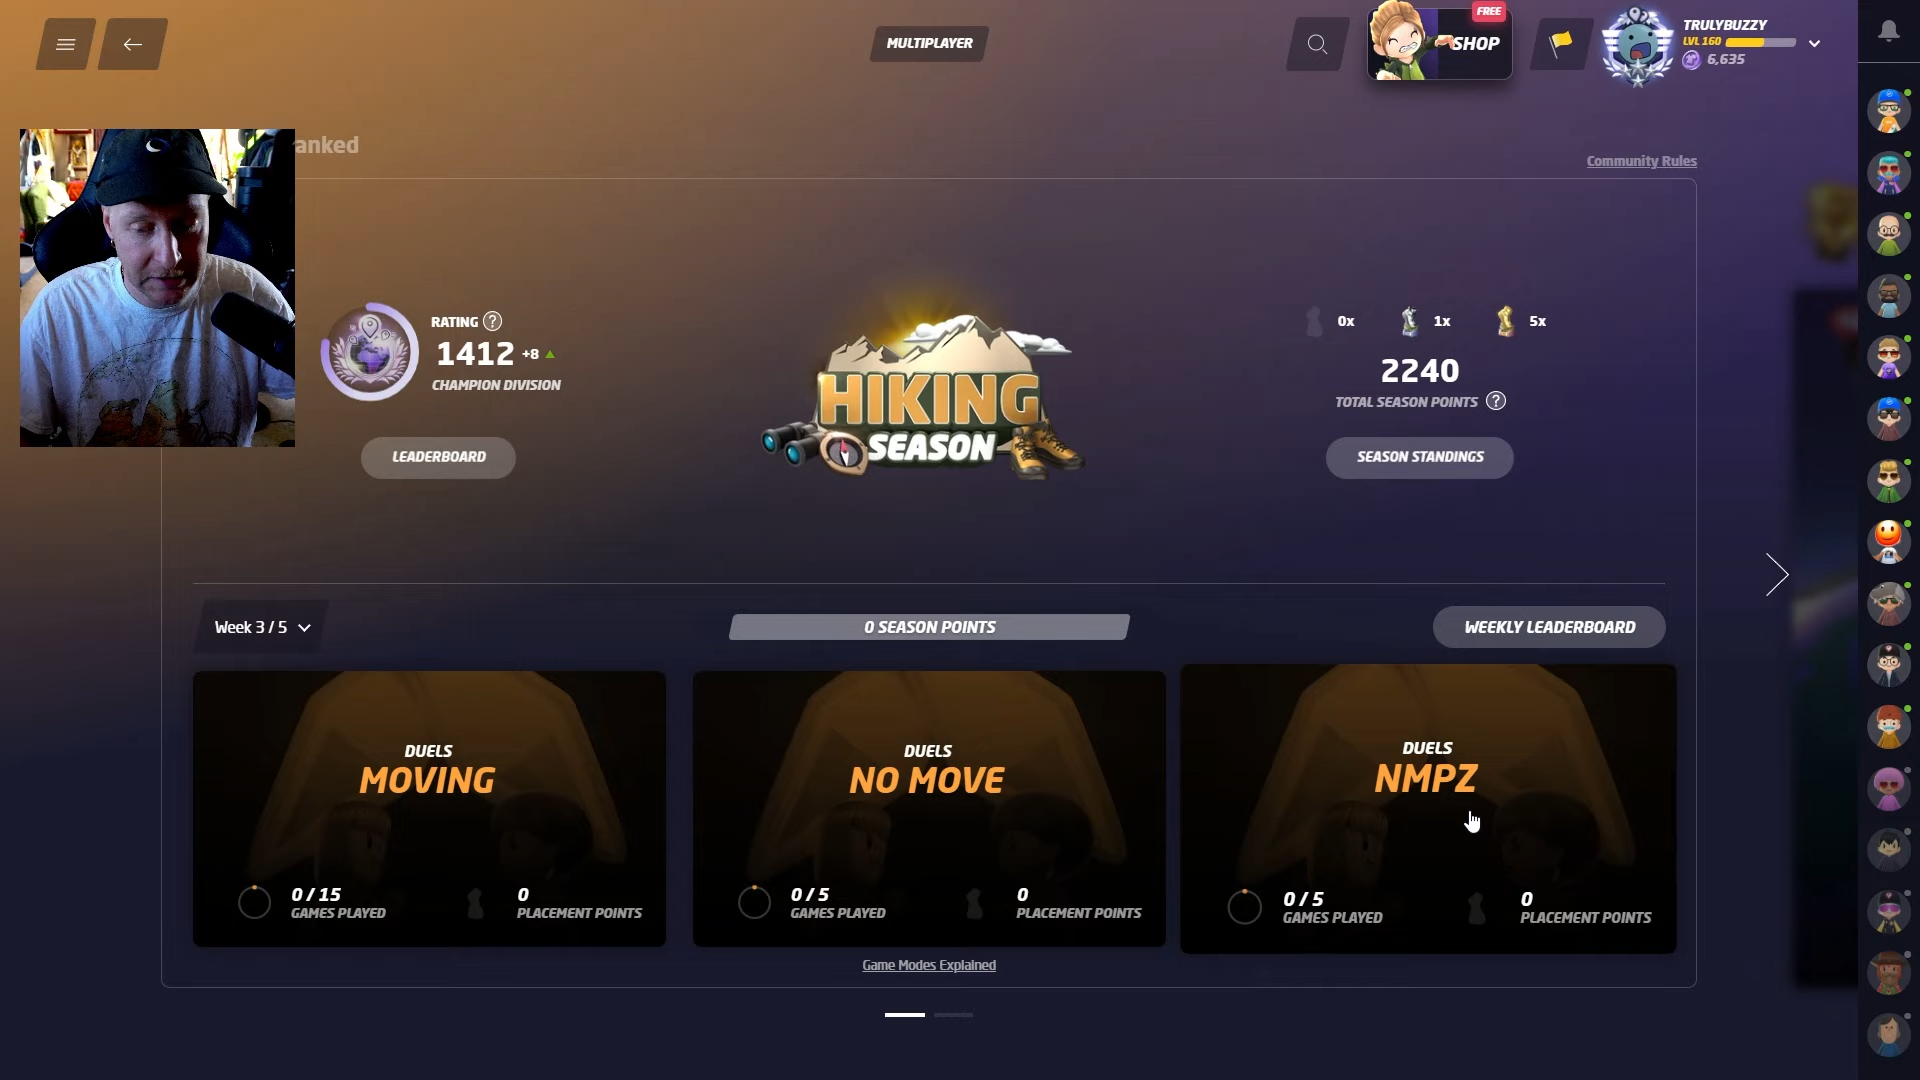 MULTIPLAYER
FREE
SHOP
TRULYBUZZY
LVL 160
6,635
anked
Community Rules
RATING ?
1412 +8
CHAMPION DIVISION
LEADERBOARD
HIKING
SEASON
0x 1x 5x
2240
TOTAL SEASON POINTS ?
SEASON STANDINGS
Week 3 / 5
0 SEASON POINTS
WEEKLY LEADERBOARD
DUELS
MOVING
0 / 15
GAMES PLAYED
0
PLACEMENT POINTS
DUELS
NO MOVE
0 / 5
GAMES PLAYED
0
PLACEMENT POINTS
DUELS
NMPZ
0 / 5
GAMES PLAYED
0
PLACEMENT POINTS
Game Modes Explained